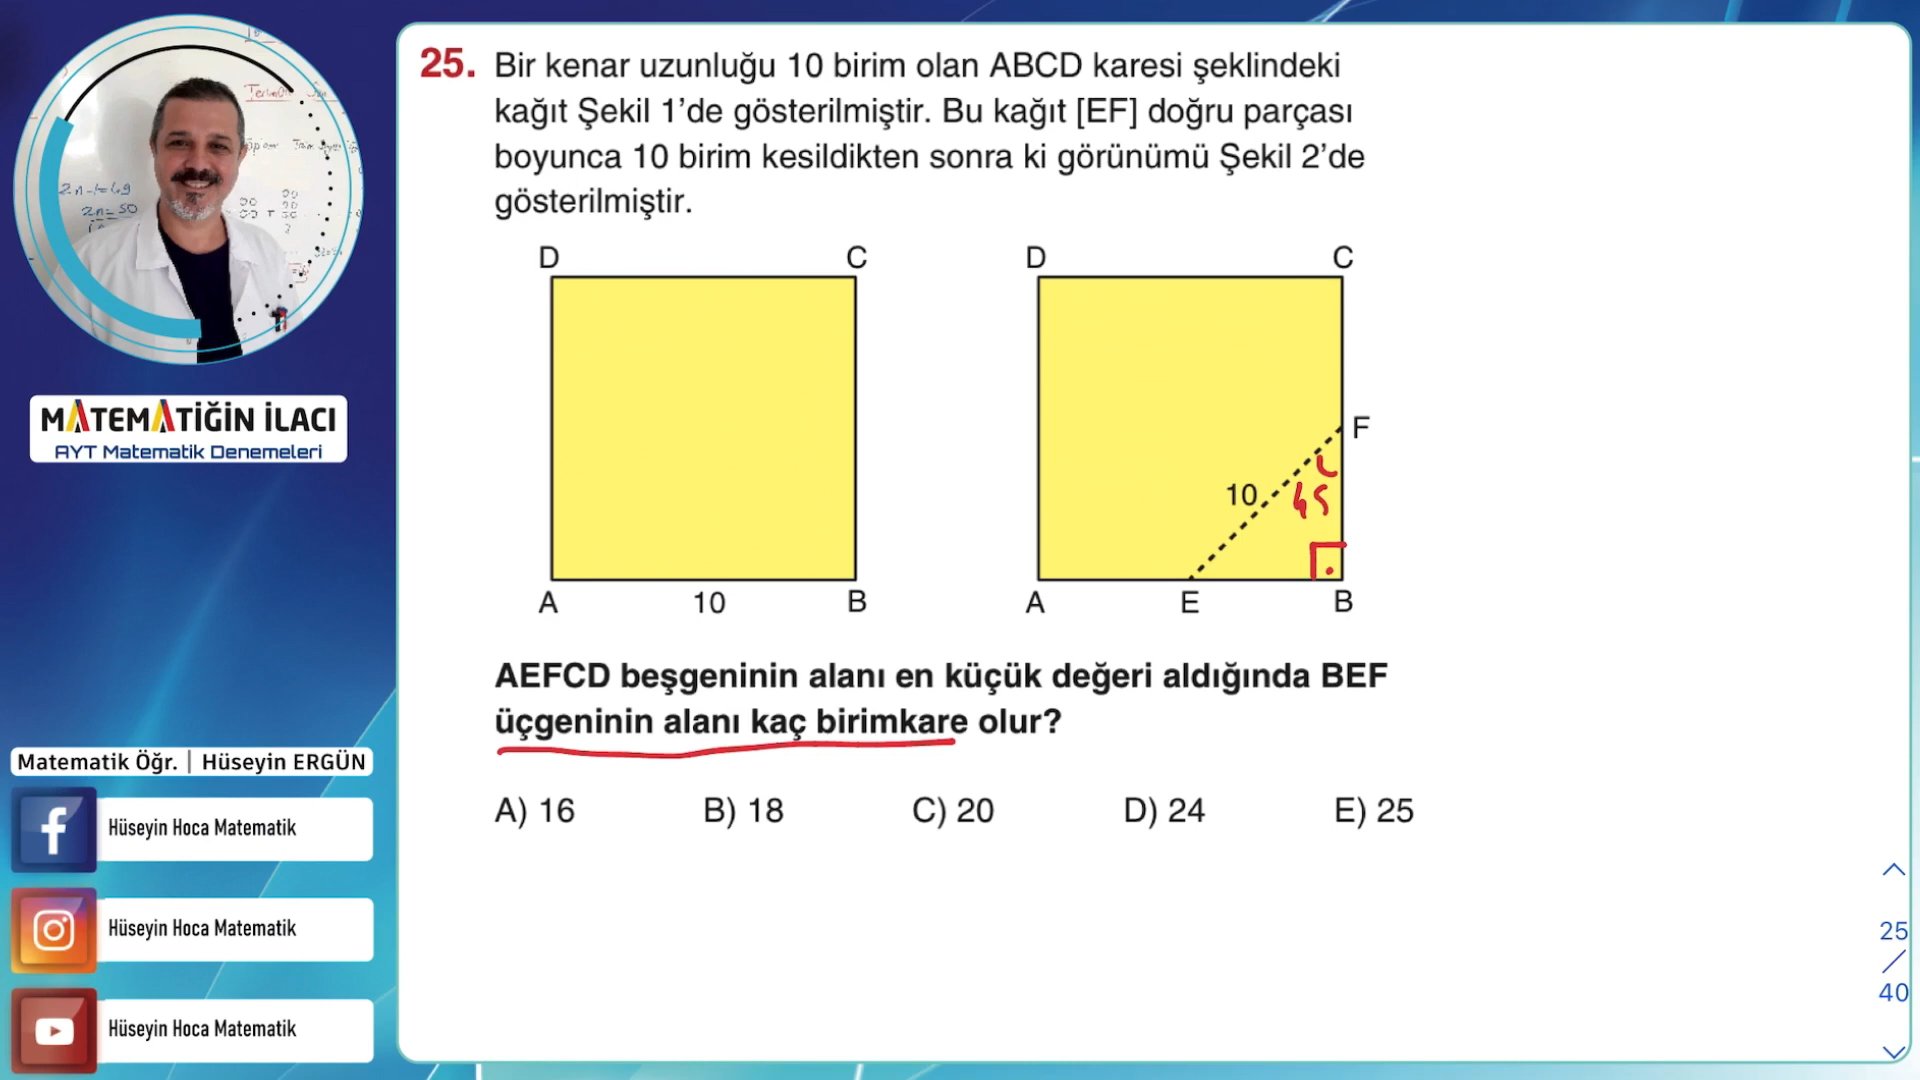 25. Bir kenar uzunluğu 10 birim olan ABCD karesi şeklindeki
kağıt Şekil 1’de gösterilmiştir. Bu kağıt [EF] doğru parçası
boyunca 10 birim kesildikten sonra ki görünümü Şekil 2’de
gösterilmiştir.
D C D C
F
10 45
A 10 B A E B
AEFCD beşgeninin alanı en küçük değeri aldığında BEF
üçgeninin alanı kaç birimkare olur?
A) 16 B) 18 C) 20 D) 24 E) 25
2n-1=49
2n=50
MATEMATİĞİN İLACI
AYT Matematik Denemeleri
Matematik Öğr. | Hüseyin ERGÜN
Hüseyin Hoca Matematik
Hüseyin Hoca Matematik
Hüseyin Hoca Matematik
25
/
40